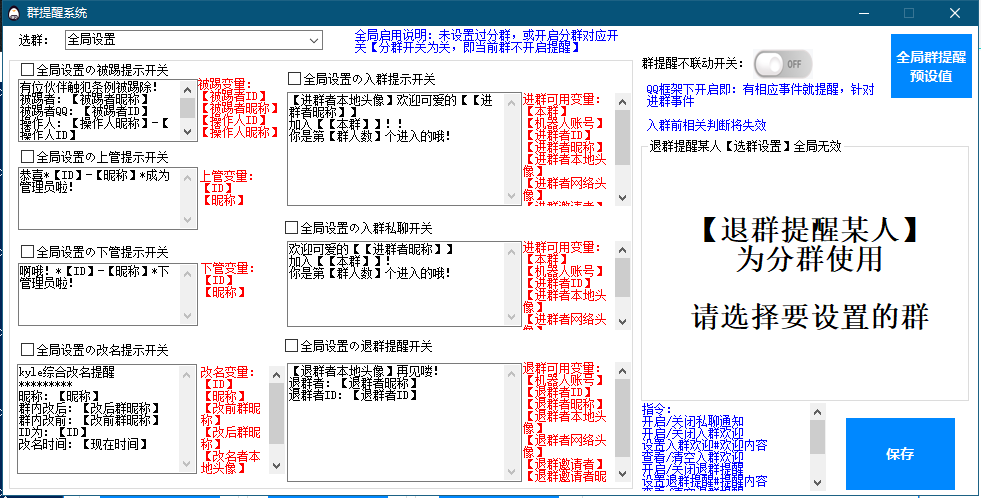 群提醒系统
选群： 全局设置
全局启用说明：未设置过分群，或开启分群对应开
关【分群开关为关，即当前群不开启提醒】
全局设置の被踢提示开关
有位伙伴触犯条例被踢除！
被踢者：【被踢者昵称】
被踢者QQ：【被踢者ID】
操作人：【操作人昵称】-【
操作人ID】
被踢变量：
【被踢者ID】
【被踢者昵称】
【操作人ID】
【操作人昵称】
全局设置の上管提示开关
恭喜*【ID】-【昵称】*成为
管理员啦！
上管变量：
【ID】
【昵称】
全局设置の下管提示开关
啊哦！*【ID】-【昵称】*下
管理员啦！
下管变量：
【ID】
【昵称】
全局设置の改名提示开关
kyle综合改名提醒
*********
昵称：【昵称】
群内改后：【改后群昵称】
群内改前：【改前群昵称】
ID为：【ID】
改名时间：【现在时间】
改名变量：
【ID】
【昵称】
【改前群昵
称】
【改后群昵
称】
【改名者本
地头像】
全局设置の入群提示开关
【进群者本地头像】欢迎可爱的【【进
群者昵称】】
加入【【本群】】！！
你是第【群人数】个进入的哦！
进群可用变量：
【本群】
【机器人账号】
【进群者ID】
【进群者昵称】
【进群者本地头
像】
【进群者网络头
像】
【进群邀请者】
全局设置の入群私聊开关
欢迎可爱的【【进群者昵称】】
加入【【本群】】！
你是第【群人数】个进入的哦！
进群可用变量：
【本群】
【机器人账号】
【进群者ID】
【进群者本地头
像】
【进群者网络头
像】
全局设置の退群提醒开关
【退群者本地头像】再见喽！
退群者：【退群者昵称】
退群者ID：【退群者ID】
退群可用变量：
【机器人账号】
【退群者ID】
【退群者昵称】
【退群者本地头
像】
【退群者网络头
像】
【退群邀请者】
【退群邀请者昵
群提醒不联动开关： OFF
QQ框架下开启即：有相应事件就提醒，针对
进群事件
入群前相关判断将失效
全局群提醒
预设值
退群提醒某人【选群设置】全局无效
【退群提醒某人】
为分群使用
请选择要设置的群
指令：
开启/关闭私聊通知
开启/关闭入群欢迎
设置入群欢迎#欢迎内容
查看/清空入群欢迎
开启/关闭退群提醒
设置退群提醒#提醒内容
查看/清空退群提醒
保存